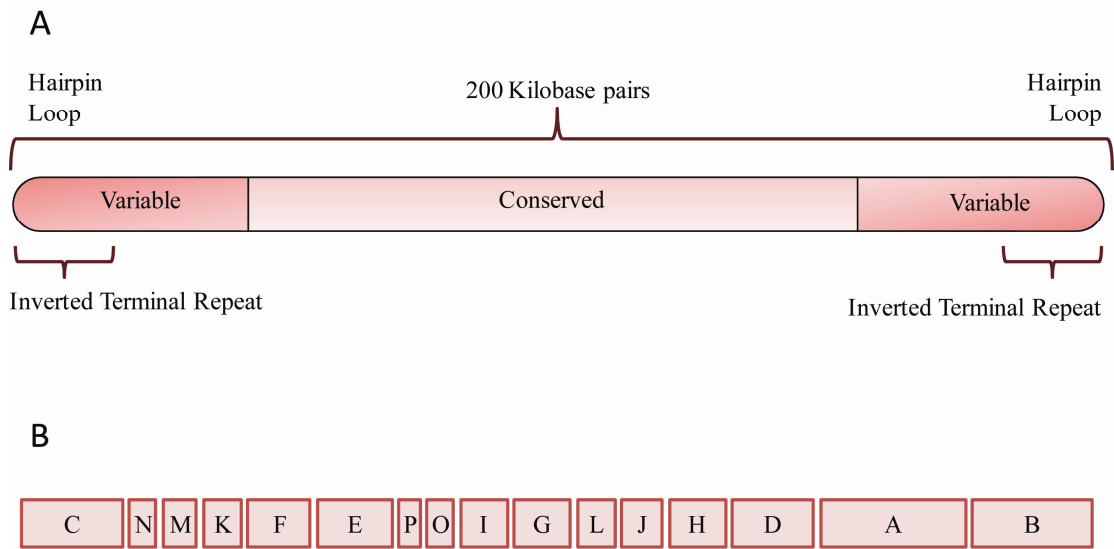 A
Hairpin
Loop
200 Kilobase pairs
Hairpin
Loop
Variable
Conserved
Variable
Inverted Terminal Repeat
Inverted Terminal Repeat
B
C N M K F E P O I G L J H D A B